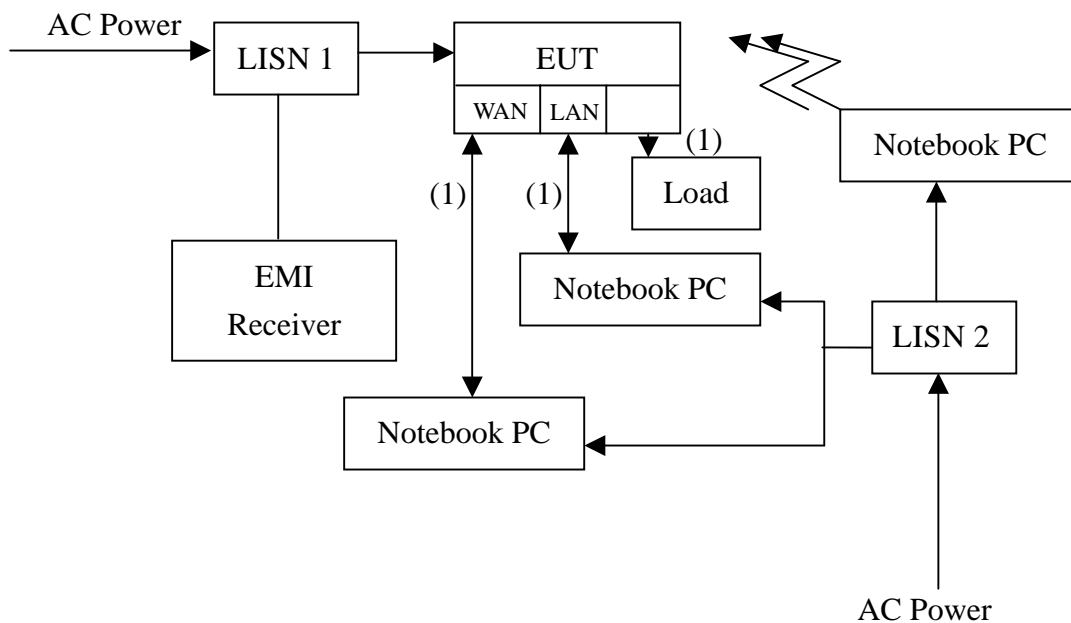 AC Power
LISN 1
EUT
WAN
LAN
(1)
(1)
(1)
Load
Notebook PC
EMI
Receiver
Notebook PC
LISN 2
Notebook PC
AC Power